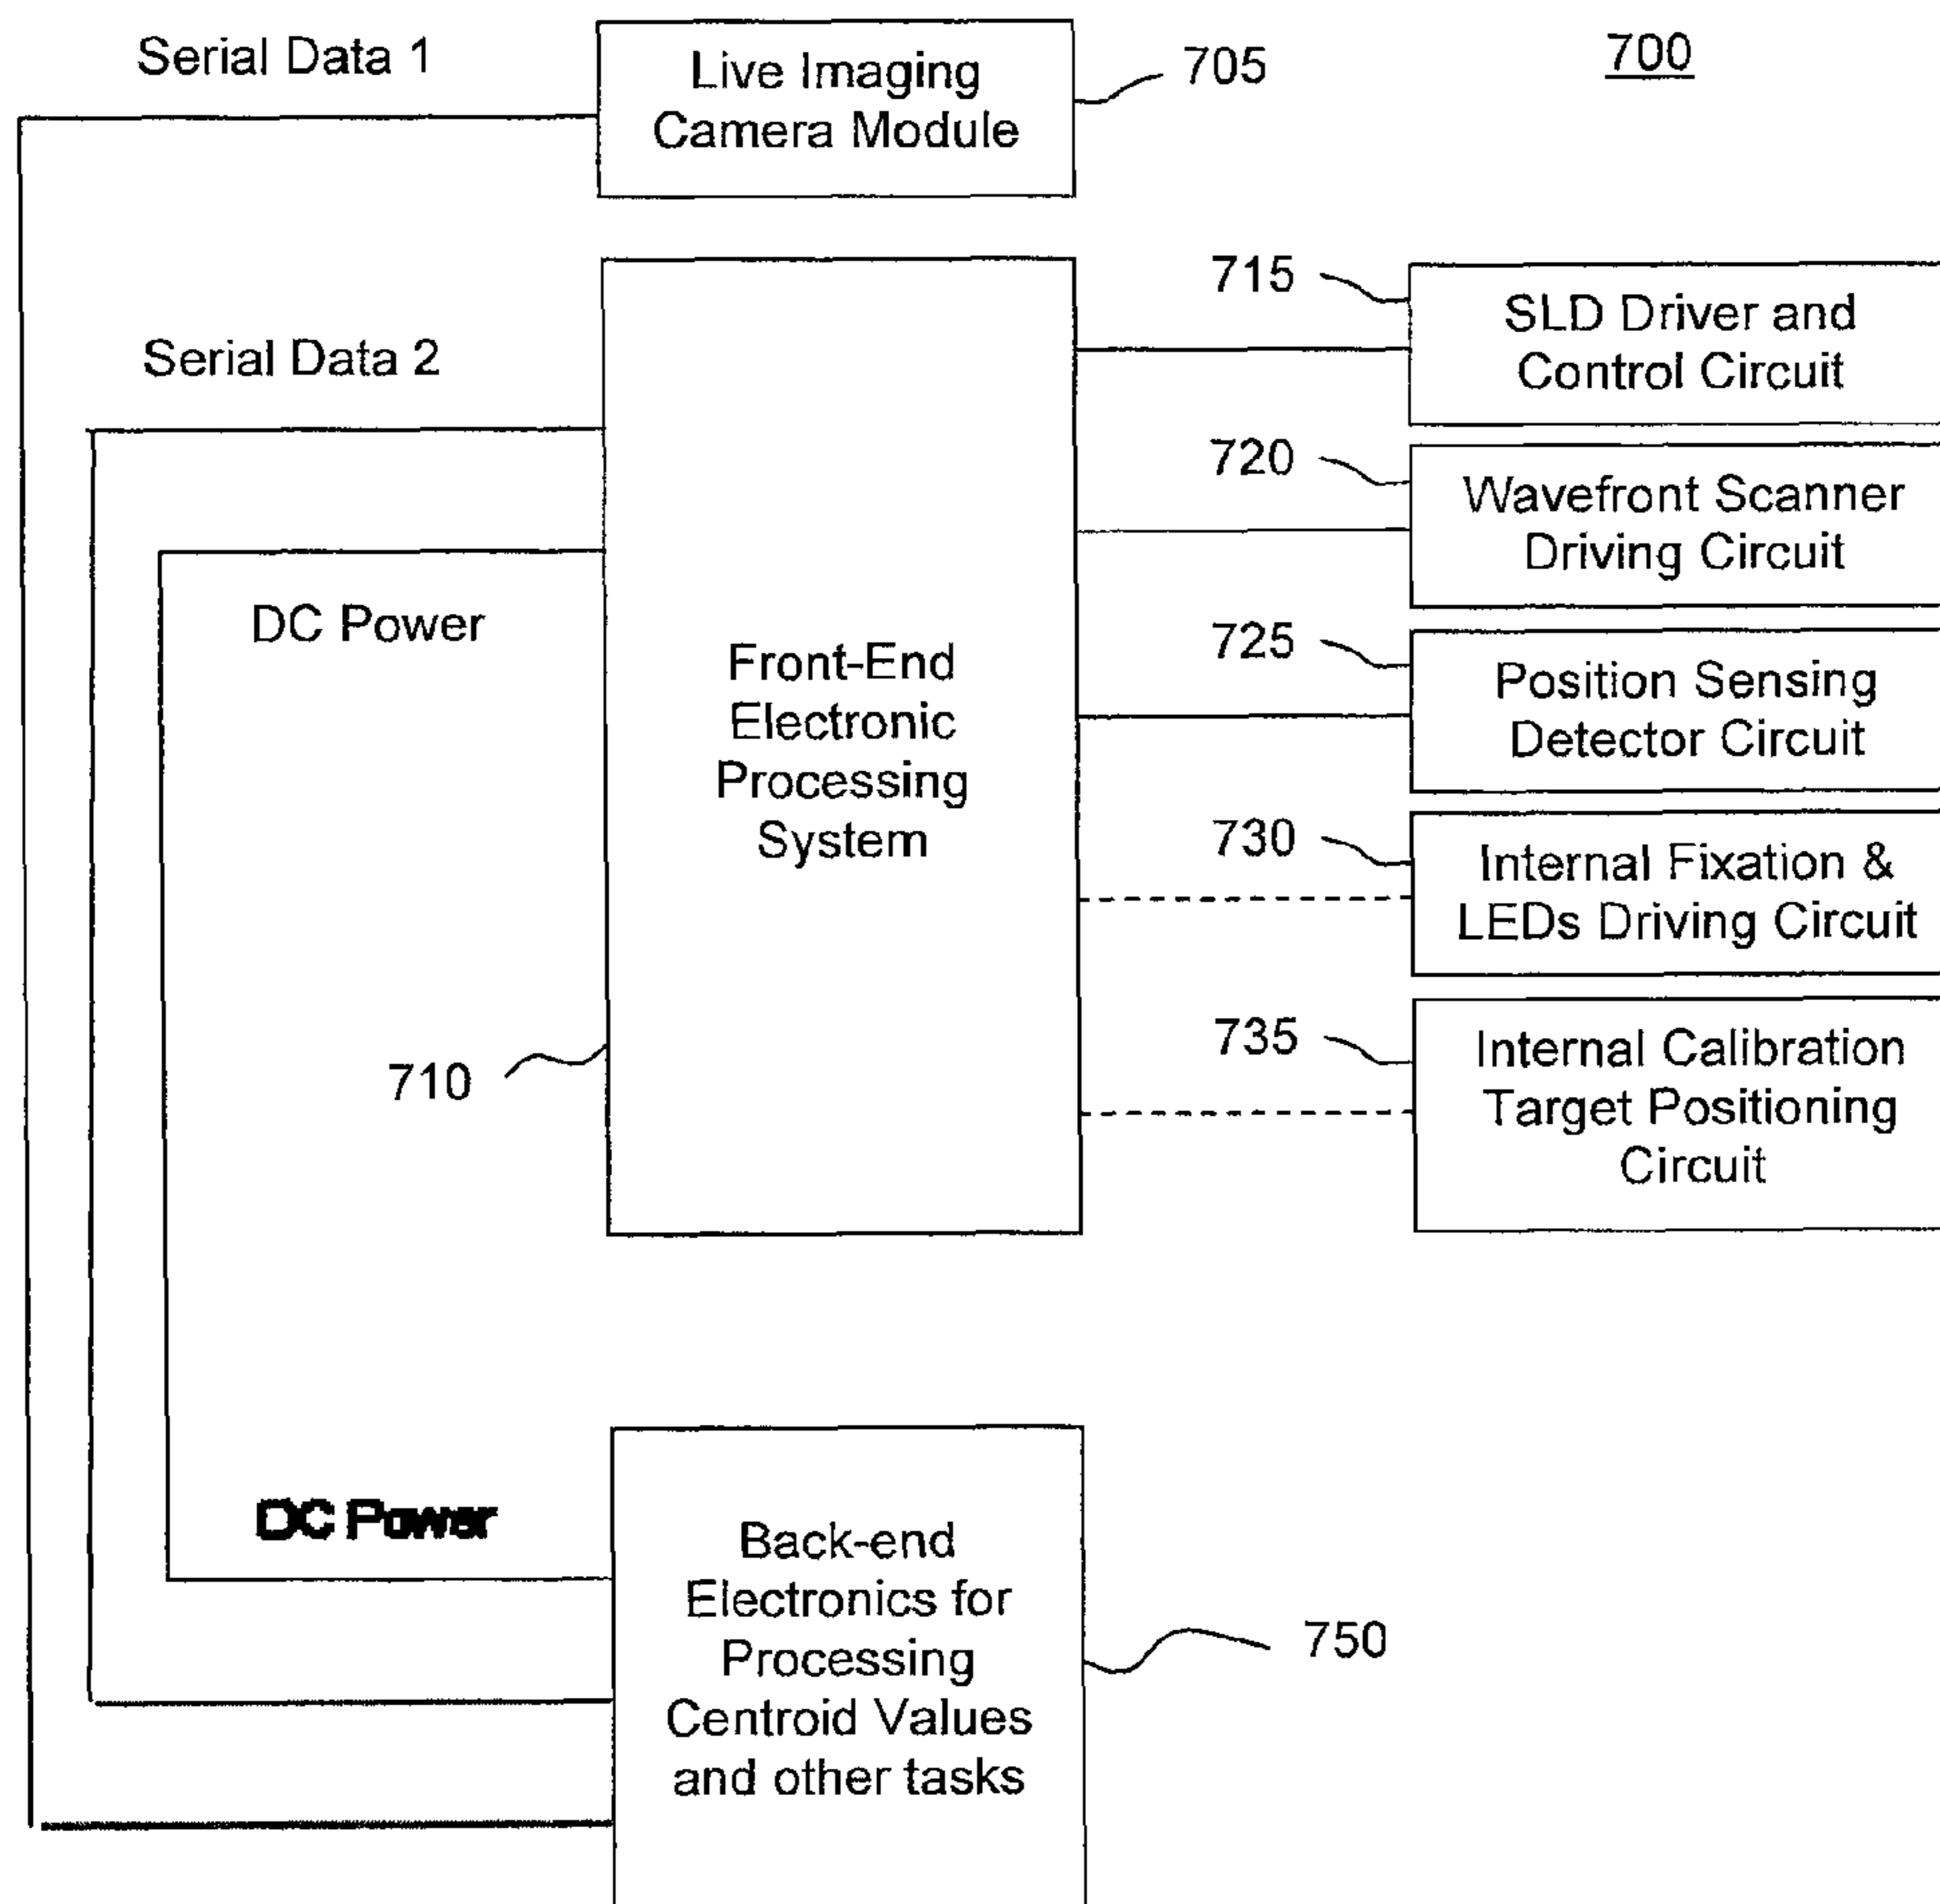 Serial Data 1
Live Imaging
Camera Module
705
700
Serial Data 2
DC Power
Front-End
Electronic
Processing
System
710
715
SLD Driver and
Control Circuit
720
Wavefront Scanner
Driving Circuit
725
Position Sensing
Detector Circuit
730
Internal Fixation &
LEDs Driving Circuit
735
Internal Calibration
Target Positioning
Circuit
DC Power
Back-end
Electronics for
Processing
Centroid Values
and other tasks
750